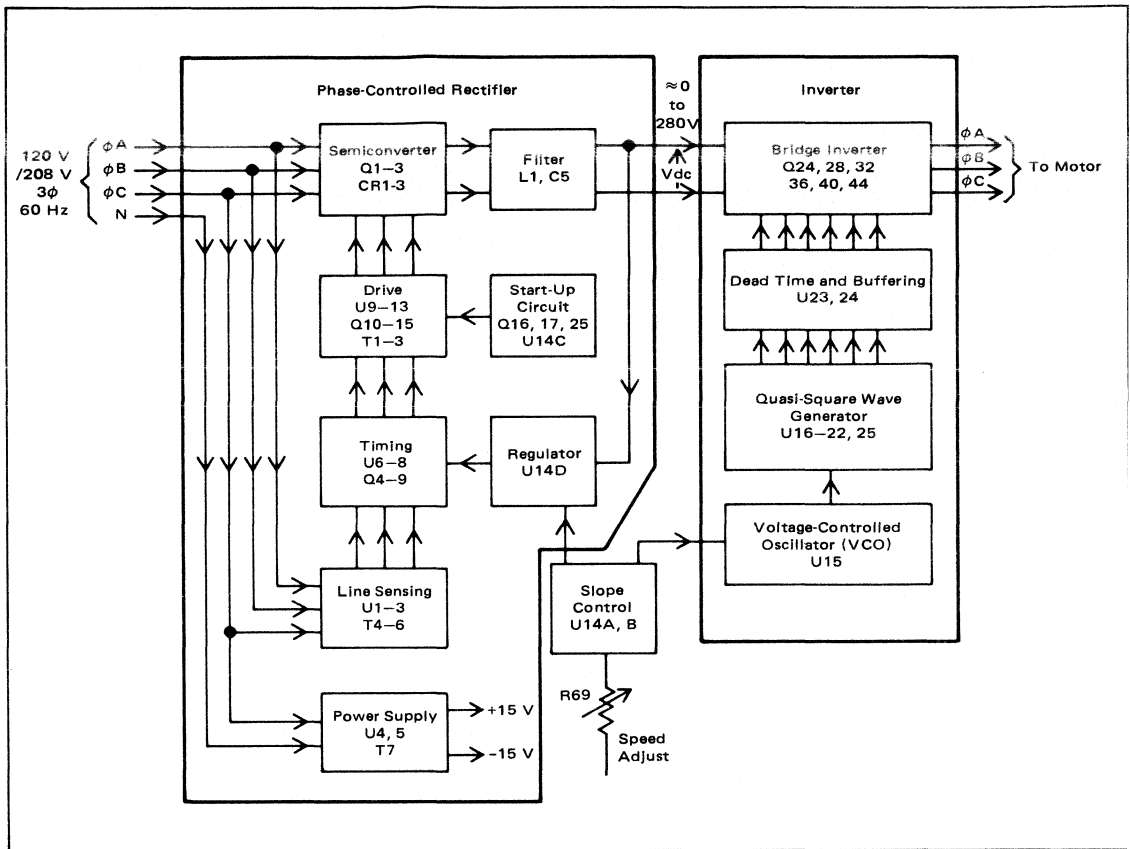 Phase-Controlled Rectifier
≈0
to
280V
Inverter
120 V
/208 V
3ϕ
60 Hz
ϕA
ϕB
ϕC
N
Semiconverter
Q1–3
CR1-3
Filter
L1, C5
Vdc
Bridge Inverter
Q24, 28, 32
36, 40, 44
ϕA
ϕB
ϕC
To Motor
Drive
U9–13
Q10–15
T1–3
Start-Up
Circuit
Q16, 17, 25
U14C
Dead Time and Buffering
U23, 24
Timing
U6–8
Q4–9
Regulator
U14D
Quasi-Square Wave
Generator
U16–22, 25
Line Sensing
U1–3
T4–6
Slope
Control
U14A, B
Voltage-Controlled
Oscillator (VCO)
U15
Power Supply
U4, 5
T7
+15 V
-15 V
R69
Speed
Adjust